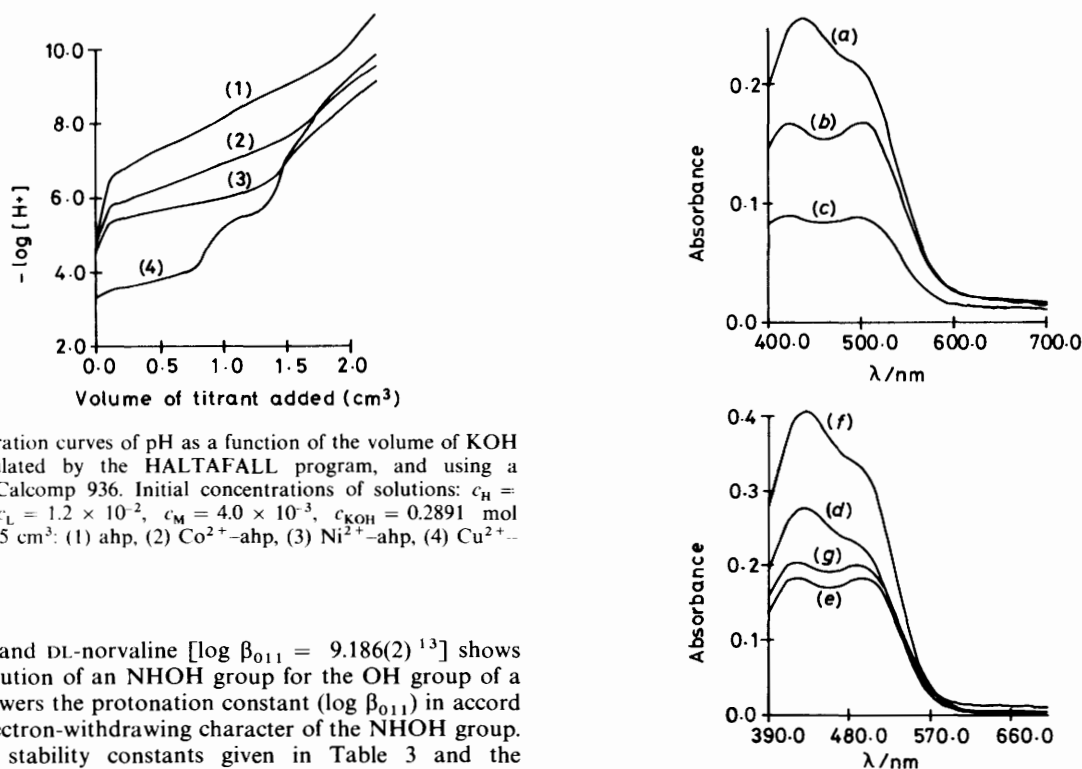 10.0
8.0
6.0
4.0
2.0
-log [H+]
(1)
(2)
(3)
(4)
0.0 0.5 1.0 1.5 2.0
Volume of titrant added (cm³)
ration curves of pH as a function of the volume of KOH
lated by the HALTAFALL program, and using a
Calcomp 936. Initial concentrations of solutions: c_H =
c_L = 1.2 × 10⁻², c_M = 4.0 × 10⁻³, c_KOH = 0.2891 mol
5 cm³: (1) ahp, (2) Co²⁺–ahp, (3) Ni²⁺–ahp, (4) Cu²⁺–
and DL-norvaline [log β₀₁₁ = 9.186(2) ¹³] shows
ution of an NHOH group for the OH group of a
wers the protonation constant (log β₀₁₁) in accord
ectron-withdrawing character of the NHOH group.
stability constants given in Table 3 and the
0.2
0.1
0.0
Absorbance
(a)
(b)
(c)
400.0 500.0 600.0 700.0
λ/nm
0.4
0.3
0.2
0.1
0.0
Absorbance
(f)
(d)
(g)
(e)
390.0 480.0 570.0 660.0
λ/nm